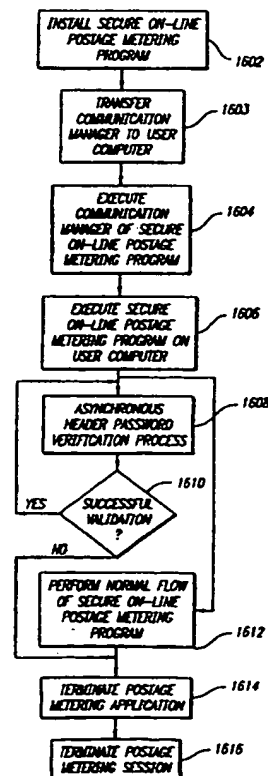 INSTALL SECURE ON-LINE
POSTAGE METERING
PROGRAM
1602
TRANSFER
COMMUNICATION
MANAGER TO USER
COMPUTER
1603
EXECUTE
COMMUNICATION
MANAGER OF SECURE
ON-LINE POSTAGE
METERING PROGRAM
1604
EXECUTE SECURE
ON-LINE POSTAGE
METERING PROGRAM ON
USER COMPUTER
1606
ASYNCHRONOUS
HEADER PASSWORD
VERIFICATION PROCESS
1608
SUCCESSFUL
VALIDATION
?
1610
YES
NO
PERFORM NORMAL FLOW
OF SECURE ON-LINE
POSTAGE METERING
PROGRAM
1612
TERMINATE POSTAGE
METERING APPLICATION
1614
TERMINATE POSTAGE
METERING SESSION
1616